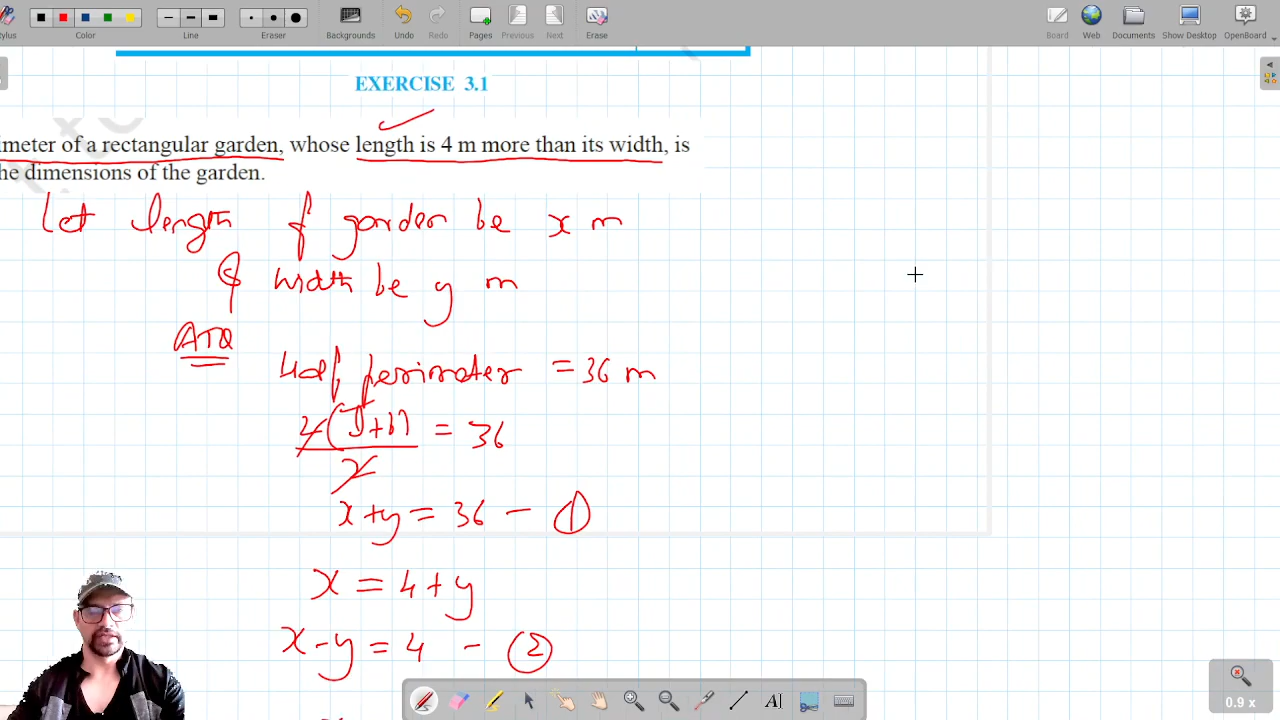 Stylus
Color
Line
Eraser
Backgrounds
Undo
Redo
Pages
Previous
Next
Erase
Board
Web
Documents
Show Desktop
OpenBoard
EXERCISE 3.1
imeter of a rectangular garden, whose length is 4 m more than its width, is
he dimensions of the garden.
Let length of garden be x m
& width be y m
ATQ
Half perimeter = 36 m
2(l+b)/2 = 36
x+y = 36 - ①
x = 4+y
x-y = 4 - ②
0.9 x